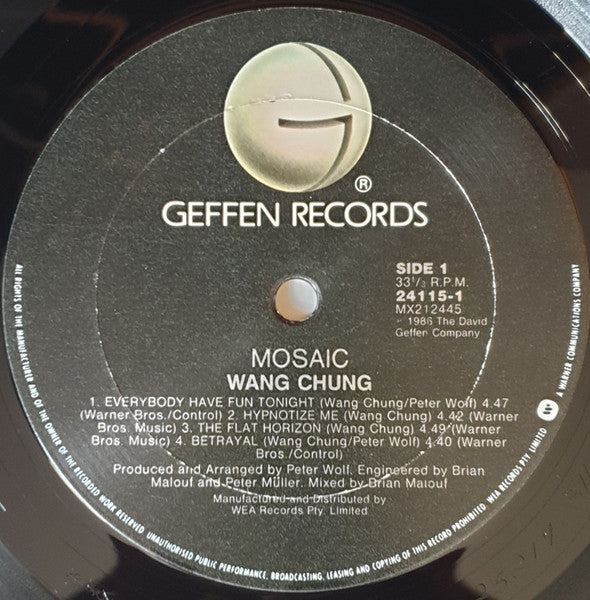 ®
GEFFEN RECORDS
SIDE 1
33⅓ R.P.M.
24115-1
MX212445
1986 The David
Geffen Company
MOSAIC
WANG CHUNG
1. EVERYBODY HAVE FUN TONIGHT (Wang Chung/Peter Wolf) 4.47
(Warner Bros./Control) 2. HYPNOTIZE ME (Wang Chung) 4.42 (Warner
Bros. Music) 3. THE FLAT HORIZON (Wang Chung) 4.49 (Warner
Bros. Music) 4. BETRAYAL (Wang Chung/Peter Wolf) 4.40 (Warner
Bros./Control)
Produced and Arranged by Peter Wolf. Engineered by Brian
Malouf and Peter Müller. Mixed by Brian Malouf
Manufactured and Distributed by
WEA Records Pty. Limited
ALL RIGHTS OF THE MANUFACTURER AND OF THE OWNER OF THE RECORDED WORK RESERVED UNAUTHORISED PUBLIC PERFORMANCE, BROADCASTING, LEASING AND COPYING OF THIS RECORD PROHIBITED. WEA RECORDS PTY. LIMITED
A WARNER COMMUNICATIONS COMPANY